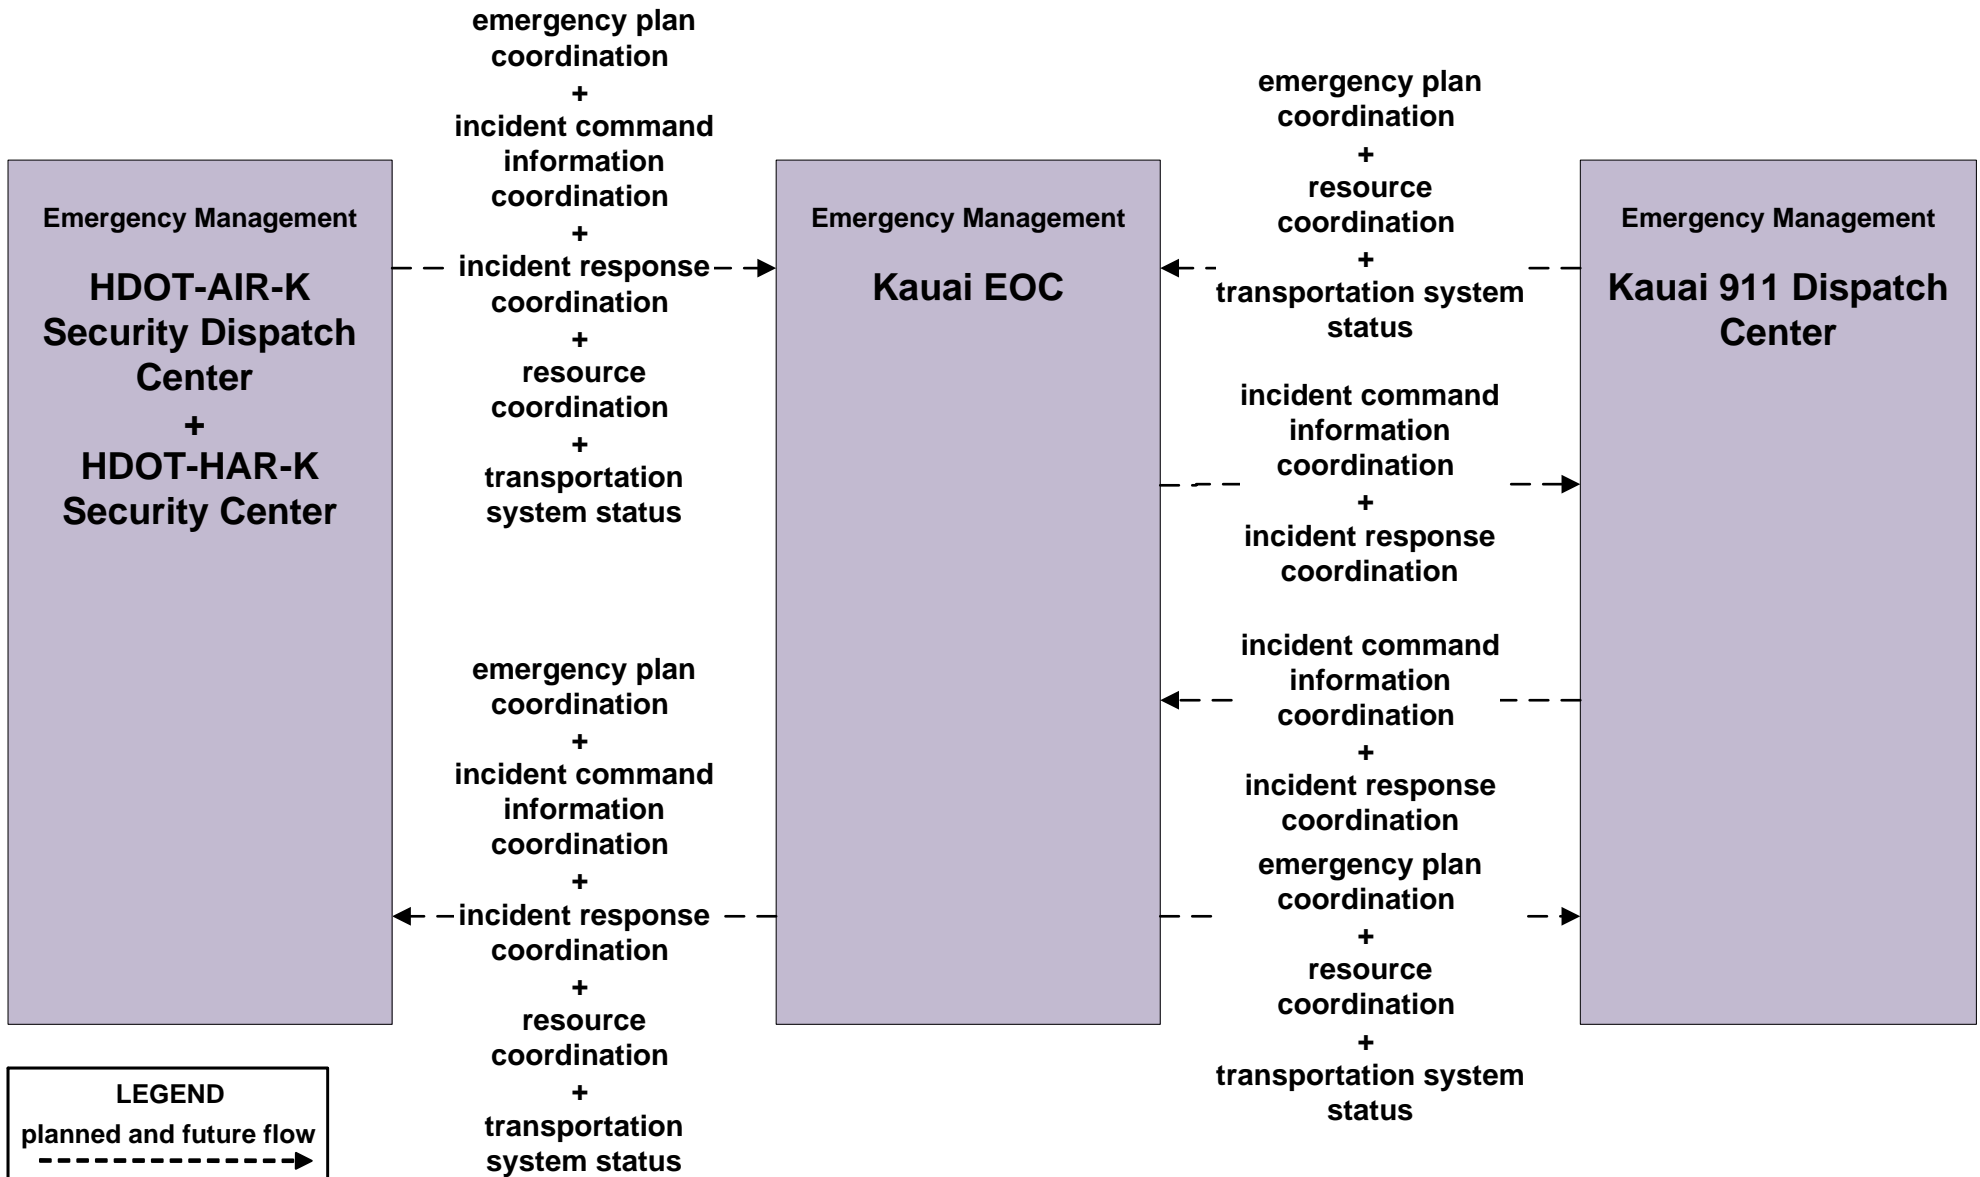 emergency plan
coordination
+
incident command
information
coordination
+
incident response
coordination
+
resource
coordination
+
transportation
system status
emergency plan
coordination
+
resource
coordination
+
transportation system
status
Emergency Management
HDOT-AIR-K
Security Dispatch
Center
+
HDOT-HAR-K
Security Center
Emergency Management
Kauai EOC
Emergency Management
Kauai 911 Dispatch
Center
incident command
information
coordination
+
incident response
coordination
emergency plan
coordination
+
incident command
information
coordination
+
incident response
coordination
+
resource
coordination
+
transportation
system status
incident command
information
coordination
+
incident response
coordination
emergency plan
coordination
+
resource
coordination
+
transportation system
status
LEGEND
planned and future flow